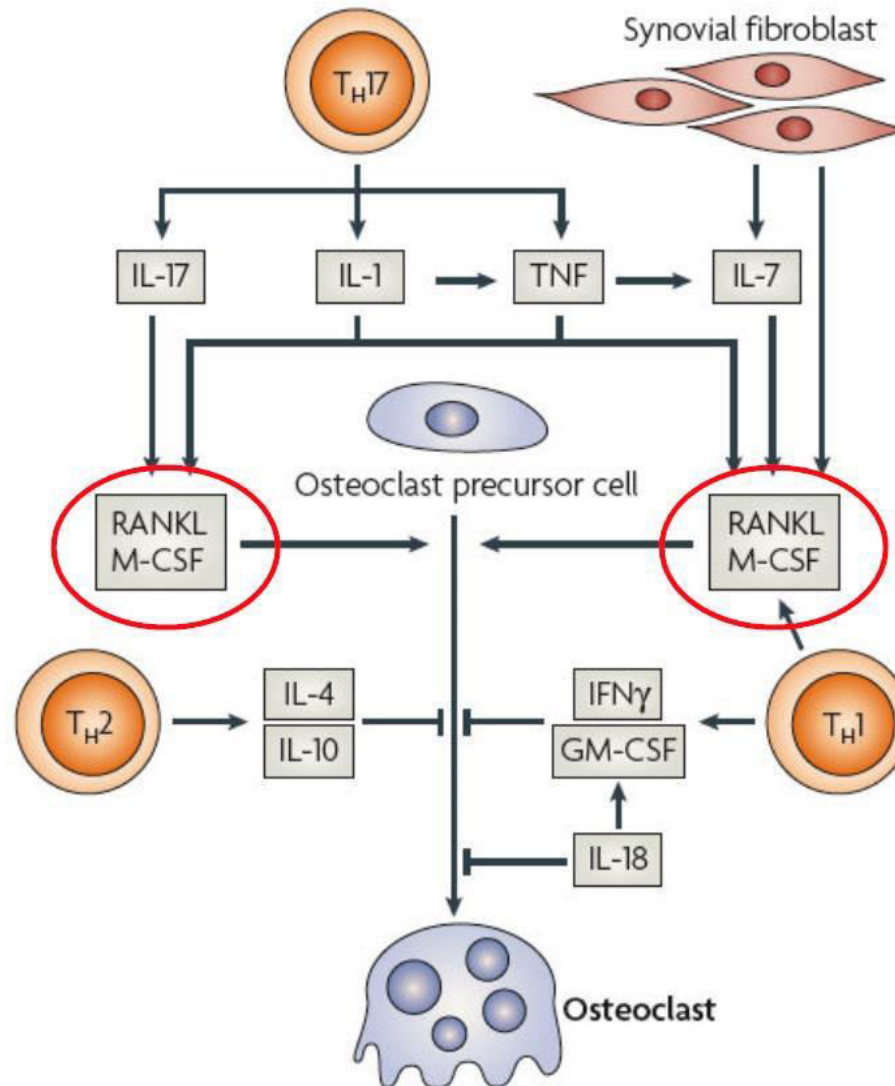 Synovial fibroblast
TH17
IL-17
IL-1
TNF
IL-7
Osteoclast precursor cell
RANKL
M-CSF
RANKL
M-CSF
TH2
IL-4
IL-10
IFNγ
GM-CSF
TH1
IL-18
Osteoclast